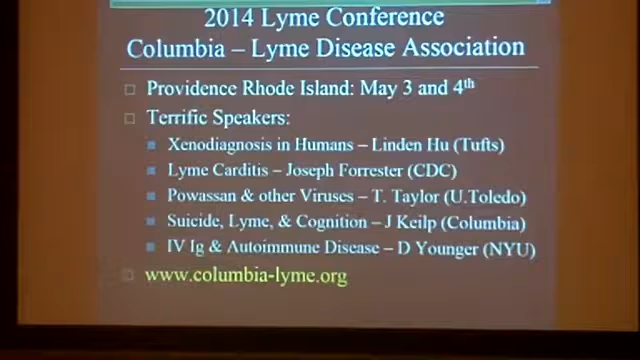 2014 Lyme Conference
Columbia – Lyme Disease Association
Providence Rhode Island: May 3 and 4th
Terrific Speakers:
Xenodiagnosis in Humans – Linden Hu (Tufts)
Lyme Carditis – Joseph Forrester (CDC)
Powassan & other Viruses – T. Taylor (U.Toledo)
Suicide, Lyme, & Cognition – J Keilp (Columbia)
IV Ig & Autoimmune Disease – D Younger (NYU)
www.columbia-lyme.org